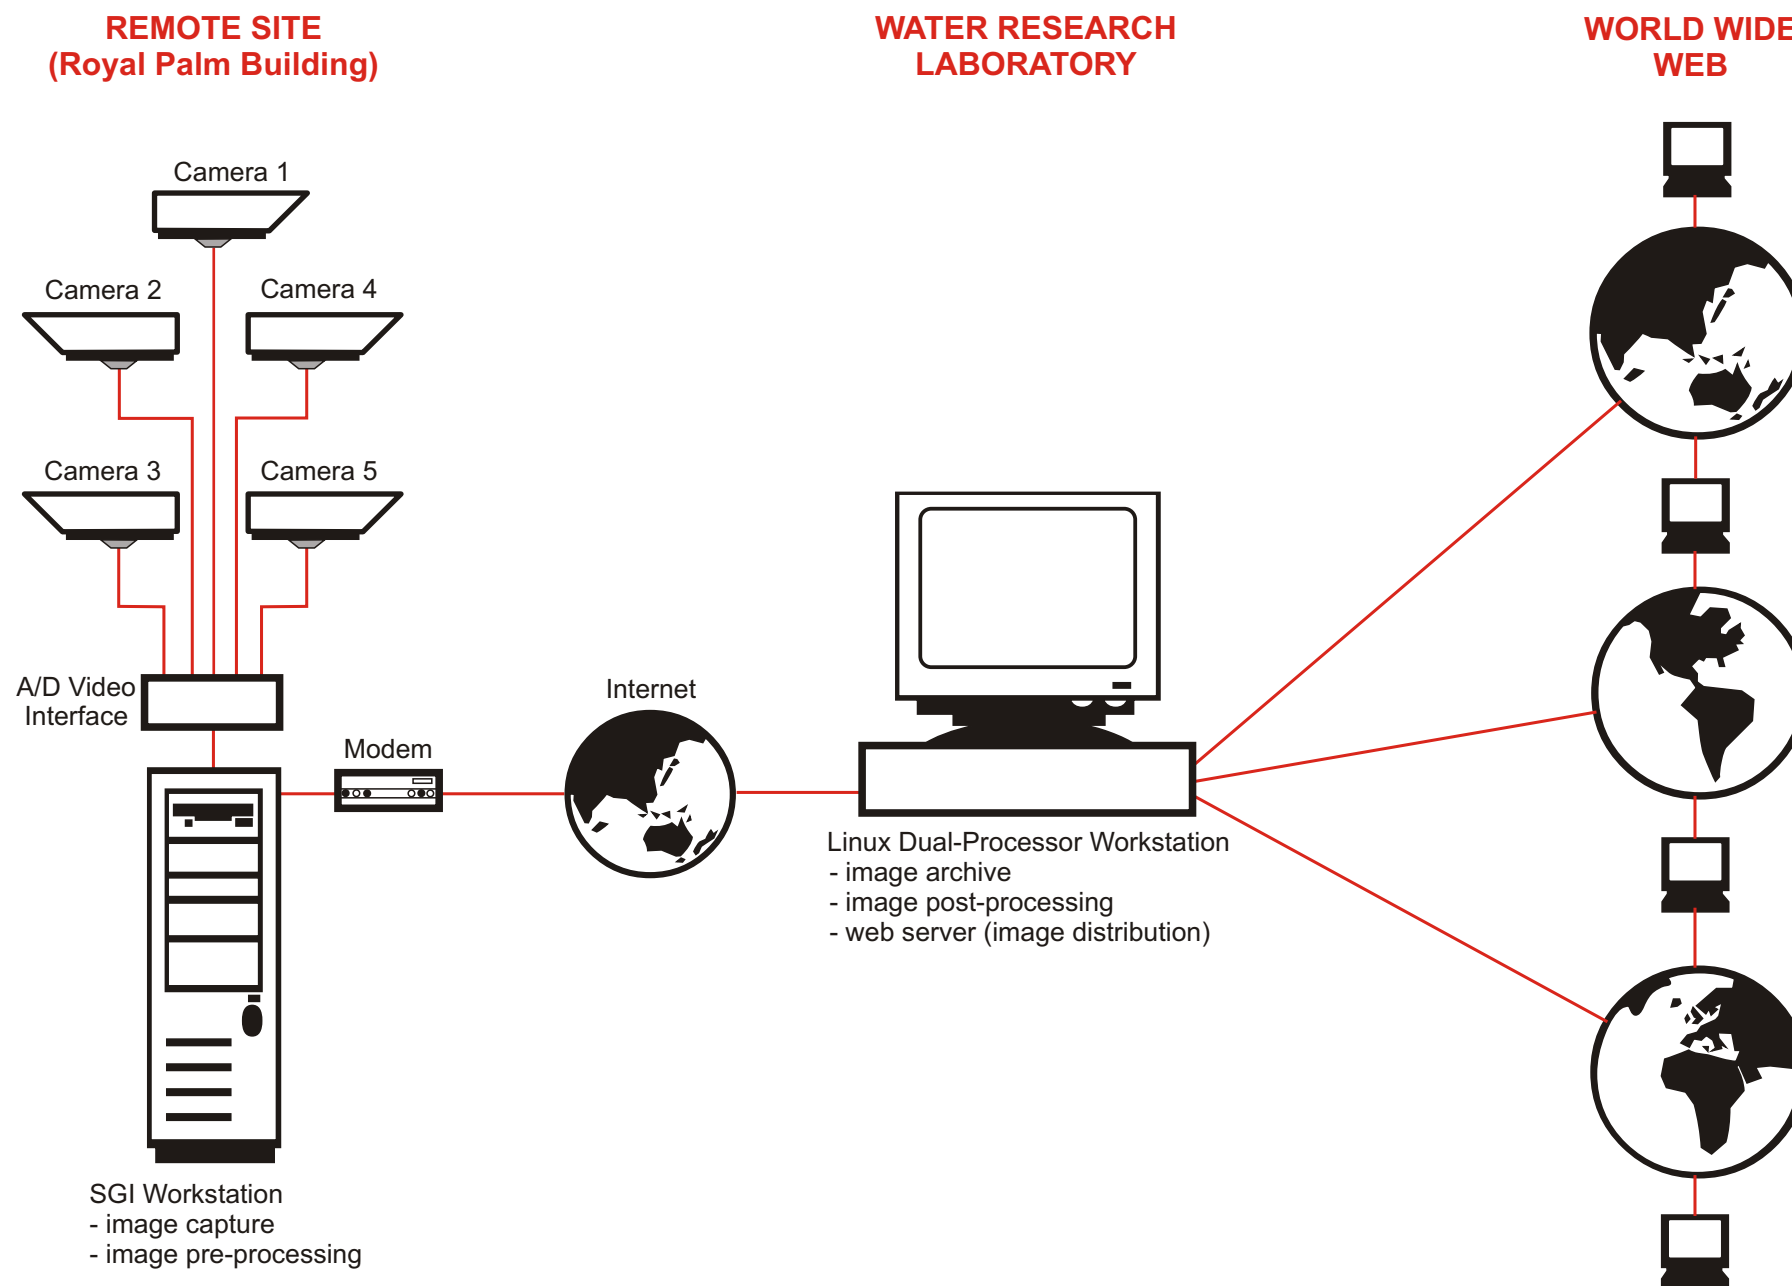 REMOTE SITE
(Royal Palm Building)
WATER RESEARCH
LABORATORY
WORLD WIDE
WEB
Camera 1
Camera 2
Camera 4
Camera 3
Camera 5
A/D Video
Interface
Modem
Internet
Linux Dual-Processor Workstation
- image archive
- image post-processing
- web server (image distribution)
SGI Workstation
- image capture
- image pre-processing